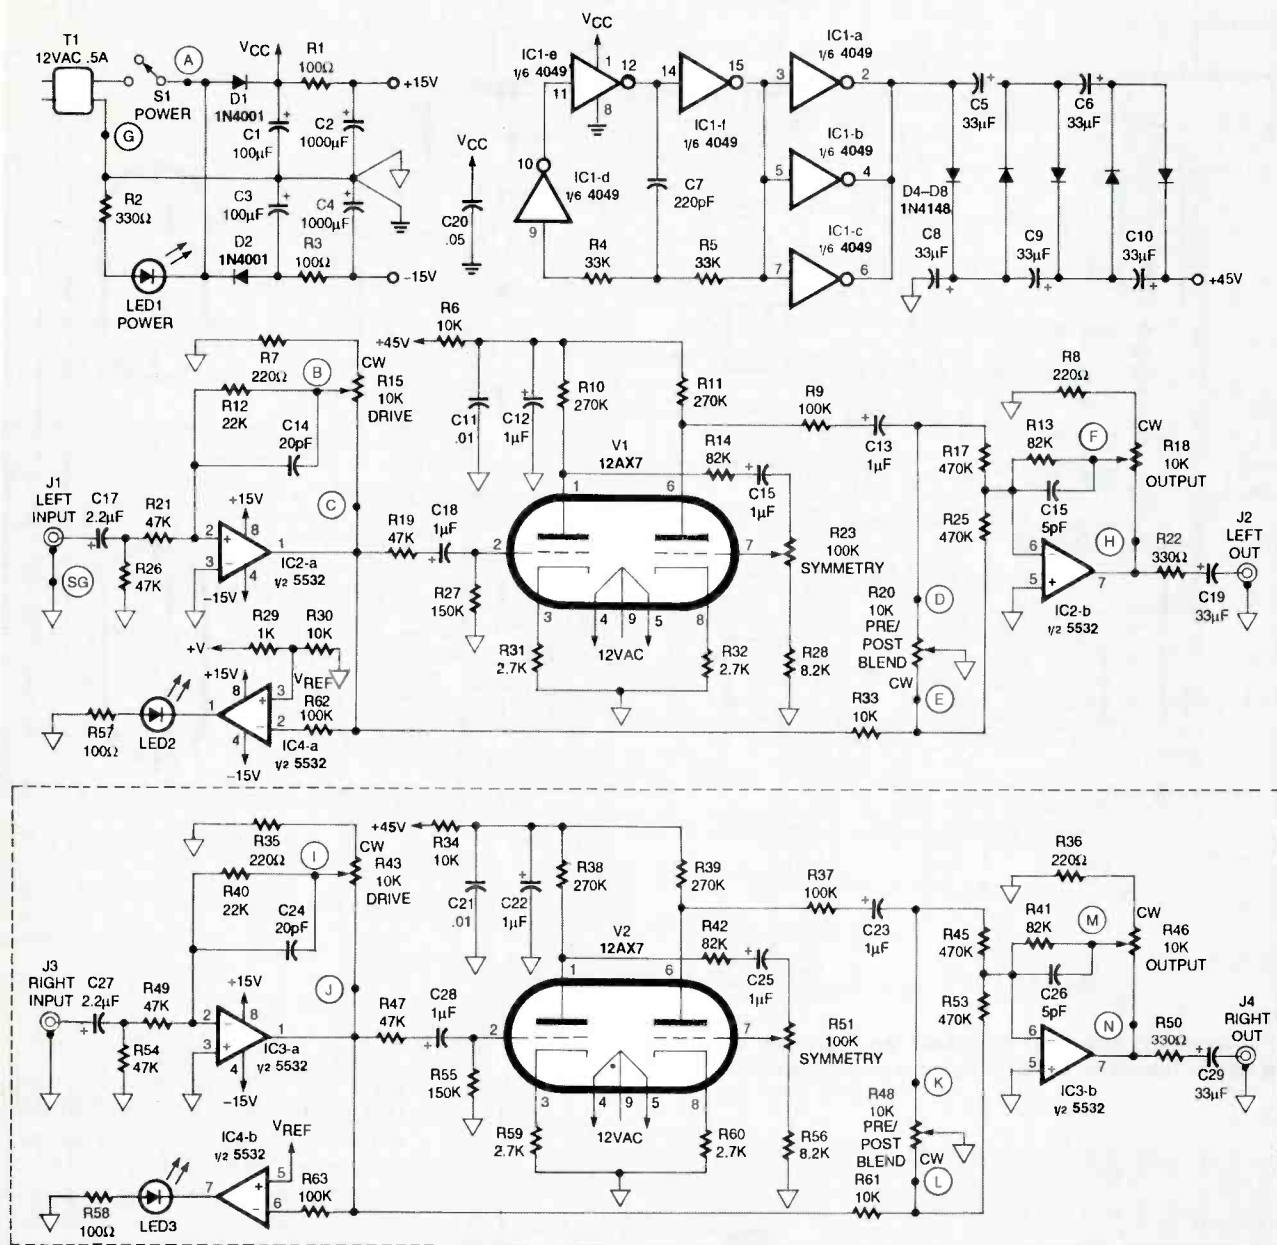 T1
12VAC .5A
S1
POWER
A
G
VCC
R1
100Ω
+15V
D1
1N4001
C1
100µF
C2
1000µF
C3
100µF
C4
1000µF
R2
330Ω
D2
1N4001
R3
100Ω
-15V
LED1
POWER
VCC
C20
.05
VCC
IC1-e
1/6 4049
11
1
12
8
14
15
IC1-f
1/6 4049
IC1-a
1/6 4049
3
2
IC1-b
1/6 4049
5
4
IC1-c
1/6 4049
7
6
10
IC1-d
1/6 4049
9
C7
220pF
R4
33K
R5
33K
C5
33µF
C6
33µF
D4–D8
1N4148
C8
33µF
C9
33µF
C10
33µF
+45V
R7
220Ω
B
CW
R15
10K
DRIVE
R12
22K
C14
20pF
J1
LEFT
INPUT
C17
2.2µF
R21
47K
R26
47K
SG
+15V
2
8
+
1
-
3
4
IC2-a
1/2 5532
-15V
C
R19
47K
C18
1µF
R27
150K
+45V
R6
10K
C11
.01
C12
1µF
R10
270K
R11
270K
V1
12AX7
1
6
2
7
3
4
9
5
8
12VAC
R31
2.7K
R32
2.7K
R14
82K
C15
1µF
R23
100K
SYMMETRY
R28
8.2K
R9
100K
C13
1µF
R20
10K
PRE/
POST
BLEND
D
CW
E
R33
10K
R17
470K
R25
470K
R8
220Ω
R13
82K
F
CW
R18
10K
OUTPUT
C15
5pF
6
5
+
7
IC2-b
1/2 5532
H
R22
330Ω
J2
LEFT
OUT
C19
33µF
R29
1K
R30
10K
+V
+15V
VREF
8
3
+
1
-
2
4
IC4-a
1/2 5532
-15V
R62
100K
R57
100Ω
LED2
R35
220Ω
I
CW
R43
10K
DRIVE
R40
22K
C24
20pF
J3
RIGHT
INPUT
C27
2.2µF
R49
47K
R54
47K
+15V
2
8
-
1
3
+
4
IC3-a
1/2 5532
-15V
J
R47
47K
C28
1µF
R55
150K
+45V
R34
10K
C21
.01
C22
1µF
R38
270K
R39
270K
V2
12AX7
1
6
2
7
3
4
9
5
8
12VAC
R59
2.7K
R60
2.7K
R42
82K
C25
1µF
R51
100K
SYMMETRY
R56
8.2K
R37
100K
C23
1µF
R48
10K
PRE/
POST
BLEND
K
CW
L
R61
10K
R45
470K
R53
470K
R36
220Ω
R41
82K
M
CW
R46
10K
OUTPUT
C26
5pF
6
-
5
+
7
IC3-b
1/2 5532
N
R50
330Ω
J4
RIGHT
OUT
C29
33µF
IC4-b
1/2 5532
VREF
7
5
+
6
-
R63
100K
R58
100Ω
LED3